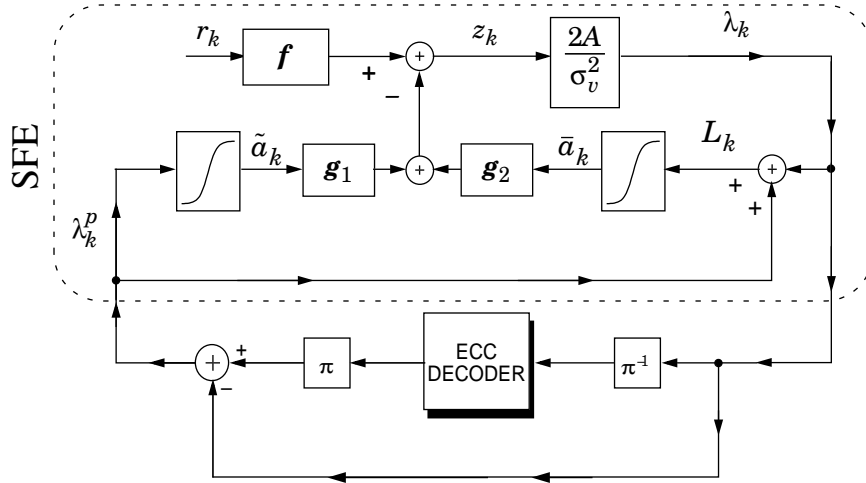 r_k
f
+
+
−
z_k
2A
σ_v^2
λ_k
SFE
ã_k
g_1
+
g_2
ā_k
L_k
+
+
+
λ_k^p
+
+
−
π
ECC
DECODER
π^-1